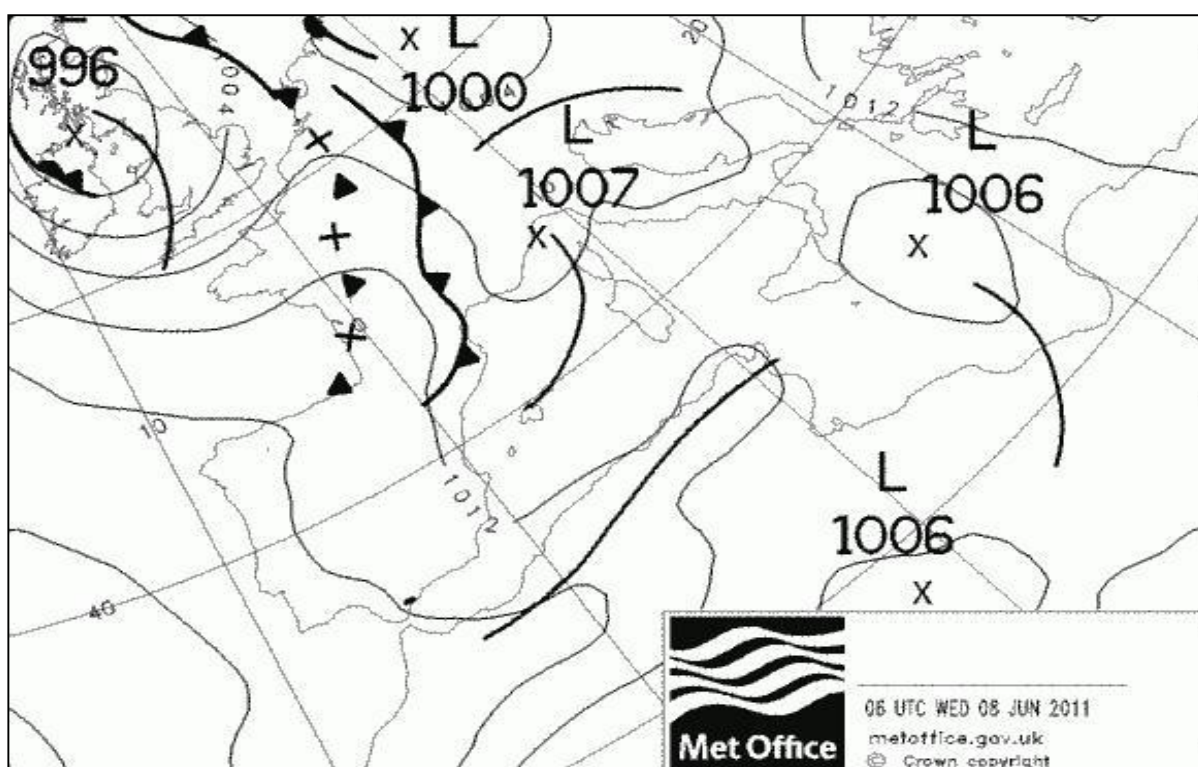 L
996
1004
L
1000
20
1012
L
1007
L
1006
10
1012
L
1006
40
Met Office
06 UTC WED 08 JUN 2011
metoffice.gov.uk
© Crown copyright